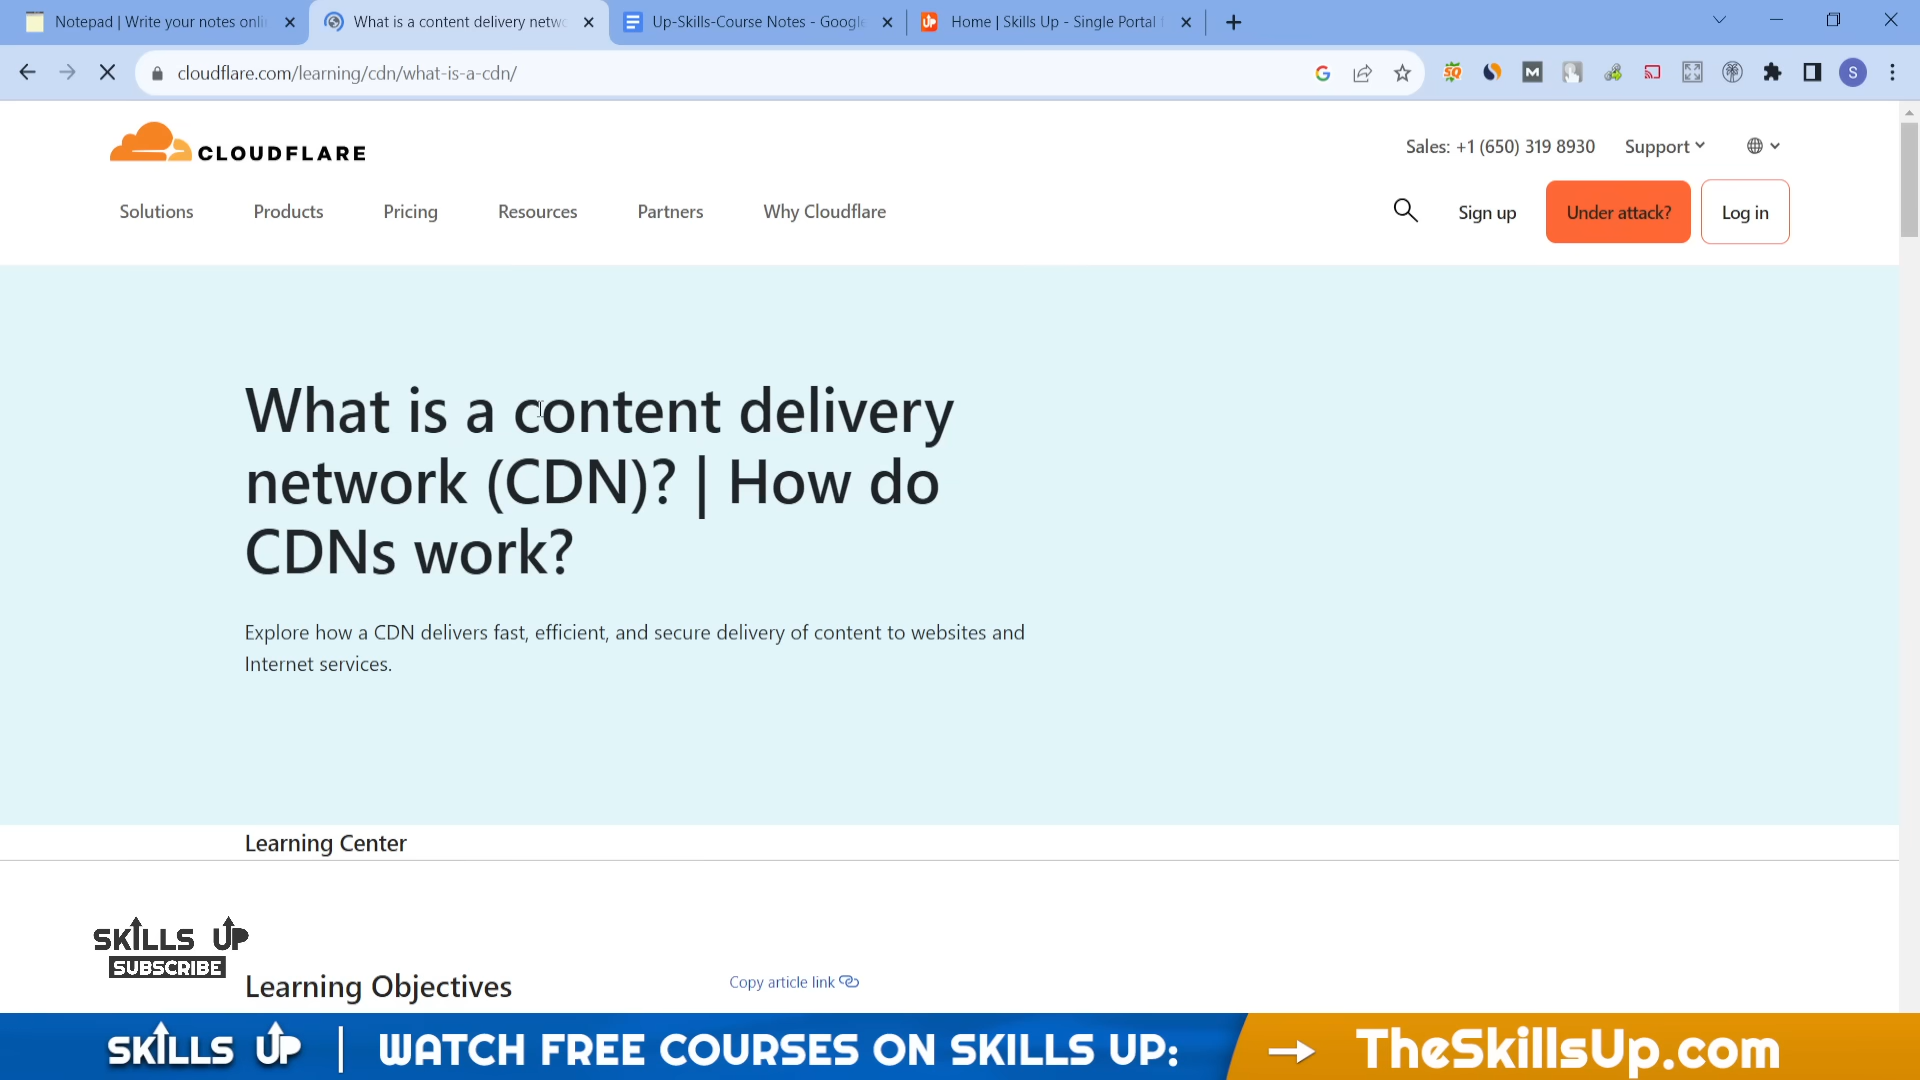 Notepad | Write your notes onli
What is a content delivery netwo
Up-Skills-Course Notes - Google
UP
Home | Skills Up - Single Portal f
cloudflare.com/learning/cdn/what-is-a-cdn/
SQ
M
S
CLOUDFLARE
Sales: +1 (650) 319 8930
Support
Solutions
Products
Pricing
Resources
Partners
Why Cloudflare
Sign up
Under attack?
Log in
What is a content delivery
network (CDN)? | How do
CDNs work?
Explore how a CDN delivers fast, efficient, and secure delivery of content to websites and
Internet services.
Learning Center
SKILLS UP
SUBSCRIBE
Learning Objectives
Copy article link
SKILLS UP | WATCH FREE COURSES ON SKILLS UP:
TheSkillsUp.com